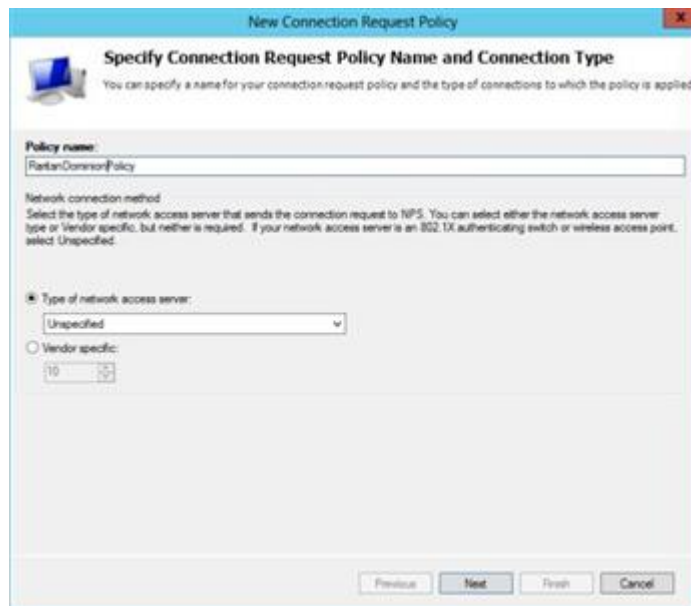 New Connection Request Policy
x
Specify Connection Request Policy Name and Connection Type
You can specify a name for your connection request policy and the type of connections to which the policy is applied
Policy name:
RaritanDominionPolicy
Network connection method
Select the type of network access server that sends the connection request to NPS. You can select either the network access server
type or Vendor specific, but neither is required. If your network access server is an 802.1X authenticating switch or wireless access point,
select Unspecified.
Type of network access server:
Unspecified
Vendor specific:
10
Previous Next Finish Cancel